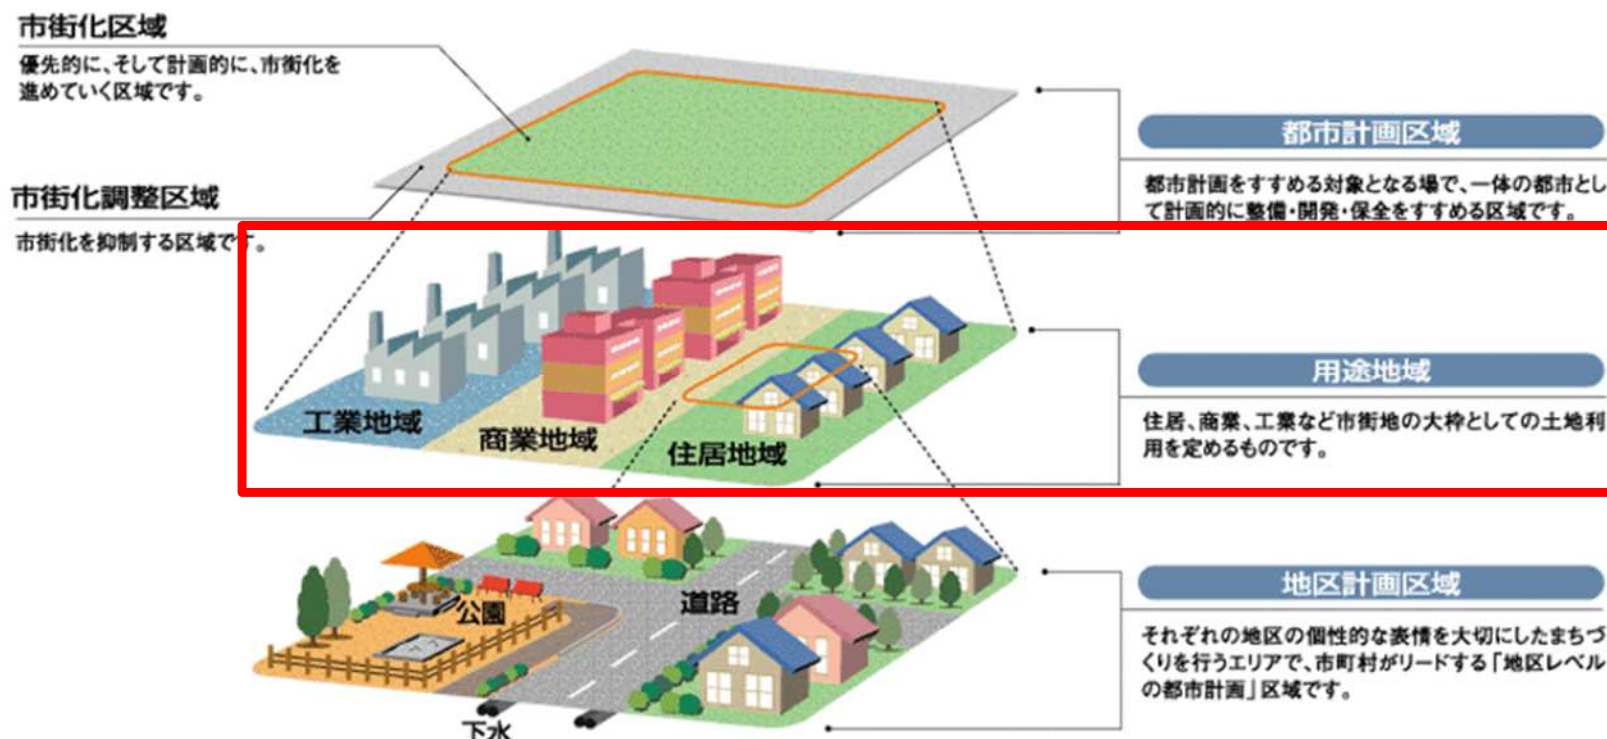 市街化区域
優先的に、そして計画的に、市街化を
進めていく区域です。
市街化調整区域
市街化を抑制する区域です。
都市計画区域
都市計画をすすめる対象となる場で、一体の都市とし
て計画的に整備・開発・保全をすすめる区域です。
工業地域
商業地域
住居地域
用途地域
住居、商業、工業など市街地の大枠としての土地利
用を定めるものです。
公園
道路
下水
地区計画区域
それぞれの地区の個性的な表情を大切にしたまちづ
くりを行うエリアで、市町村がリードする「地区レベル
の都市計画」区域です。